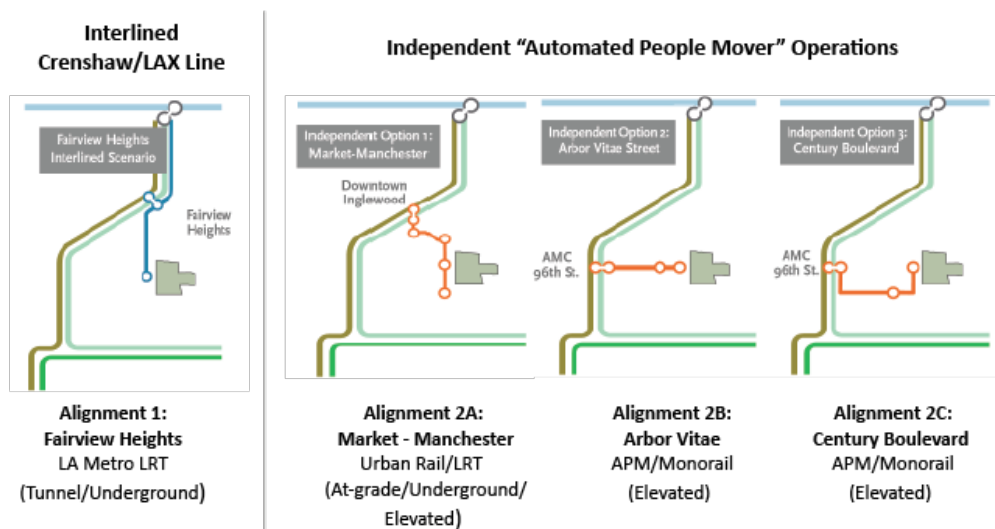 Interlined
Crenshaw/LAX Line
Independent “Automated People Mover” Operations
Fairview Heights
Interlined Scenario
Fairview
Heights
Independent Option 1:
Market-Manchester
Downtown
Inglewood
Independent Option 2:
Arbor Vitae Street
AMC
96th St.
Independent Option 3:
Century Boulevard
AMC
96th St.
Alignment 1:
Fairview Heights
LA Metro LRT
(Tunnel/Underground)
Alignment 2A:
Market - Manchester
Urban Rail/LRT
(At-grade/Underground/
Elevated)
Alignment 2B:
Arbor Vitae
APM/Monorail
(Elevated)
Alignment 2C:
Century Boulevard
APM/Monorail
(Elevated)